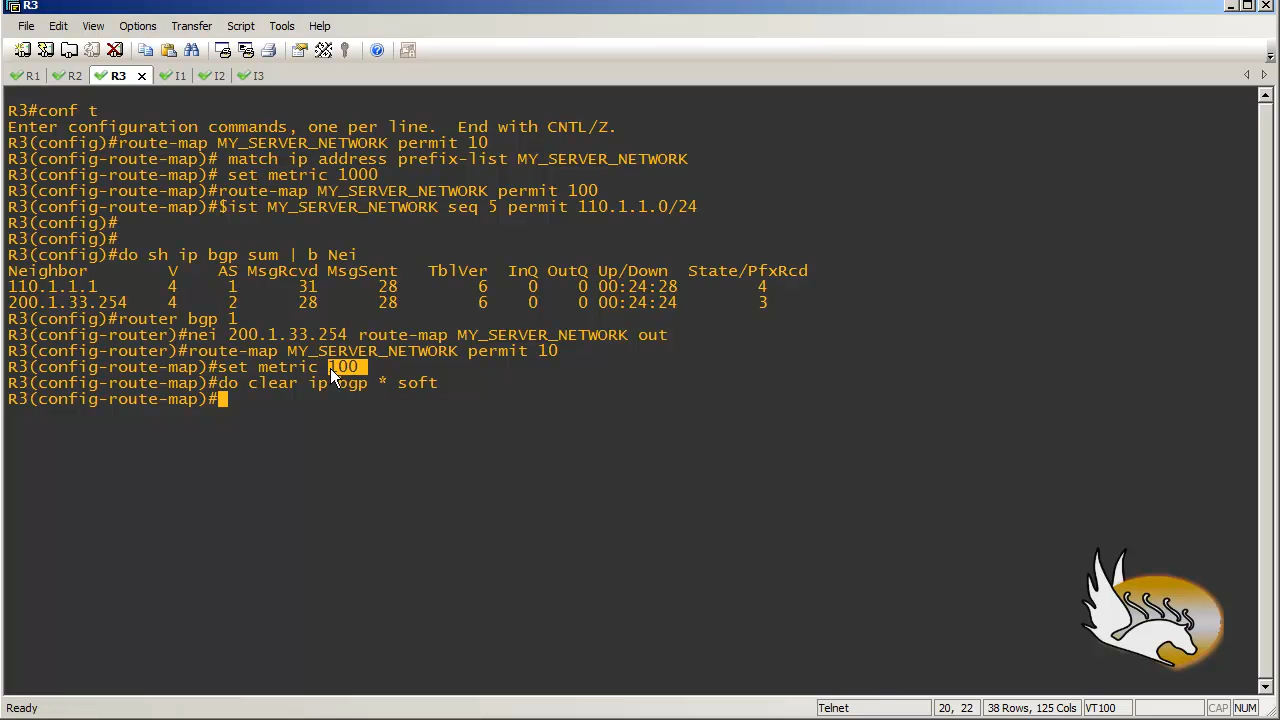 R3
File Edit View Options Transfer Script Tools Help
R1 R2 R3 I1 I2 I3
R3#conf t
Enter configuration commands, one per line. End with CNTL/Z.
R3(config)#route-map MY_SERVER_NETWORK permit 10
R3(config-route-map)# match ip address prefix-list MY_SERVER_NETWORK
R3(config-route-map)# set metric 1000
R3(config-route-map)#route-map MY_SERVER_NETWORK permit 100
R3(config-route-map)#$ist MY_SERVER_NETWORK seq 5 permit 110.1.1.0/24
R3(config)#
R3(config)#
R3(config)#do sh ip bgp sum | b Nei
Neighbor V AS MsgRcvd MsgSent TblVer InQ OutQ Up/Down State/PfxRcd
110.1.1.1 4 1 31 28 6 0 0 00:24:28 4
200.1.33.254 4 2 28 28 6 0 0 00:24:24 3
R3(config)#router bgp 1
R3(config-router)#nei 200.1.33.254 route-map MY_SERVER_NETWORK out
R3(config-router)#route-map MY_SERVER_NETWORK permit 10
R3(config-route-map)#set metric 100
R3(config-route-map)#do clear ip bgp * soft
R3(config-route-map)#
Ready Telnet 20, 22 38 Rows, 125 Cols VT100 CAP NUM